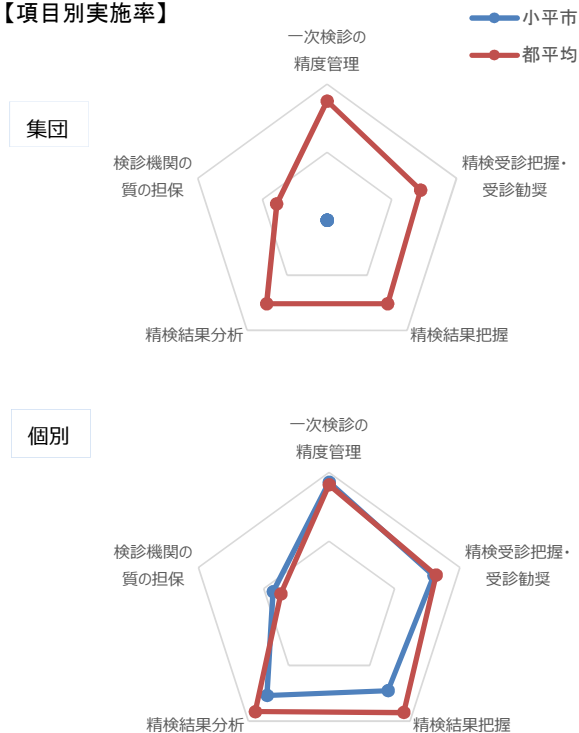 【項目別実施率】
小平市
都平均
集団
一次検診の
精度管理
検診機関の
質の担保
精検受診把握・
受診勧奨
精検結果分析
精検結果把握
個別
一次検診の
精度管理
検診機関の
質の担保
精検受診把握・
受診勧奨
精検結果分析
精検結果把握